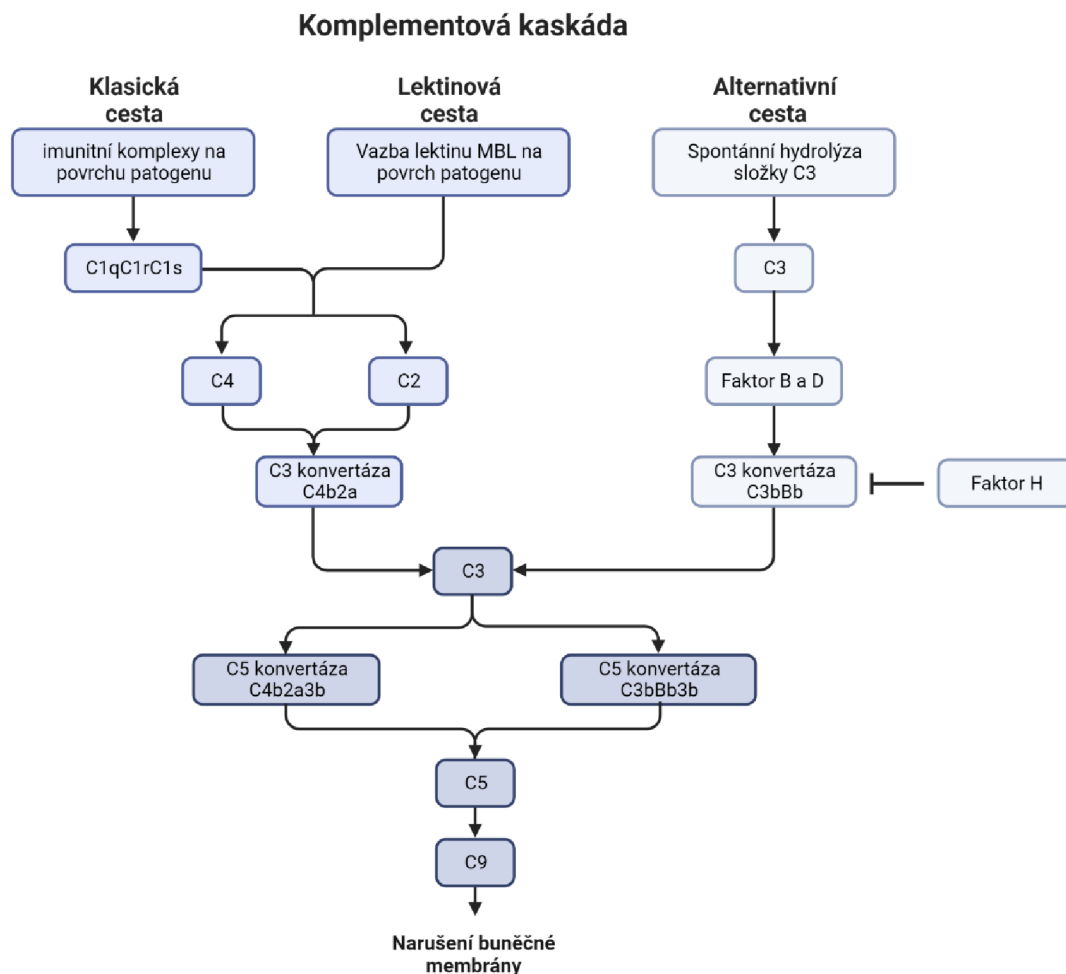 Komplementová kaskáda
Klasická
cesta
Lektinová
cesta
Alternativní
cesta
imunitní komplexy na
povrchu patogenu
Vazba lektinu MBL na
povrch patogenu
Spontánní hydrolýza
složky C3
C1qC1rC1s
C3
C4
C2
Faktor B a D
C3 konvertáza
C4b2a
C3 konvertáza
C3bBb
Faktor H
C3
C5 konvertáza
C4b2a3b
C5 konvertáza
C3bBb3b
C5
C9
Narušení buněčné
membrány